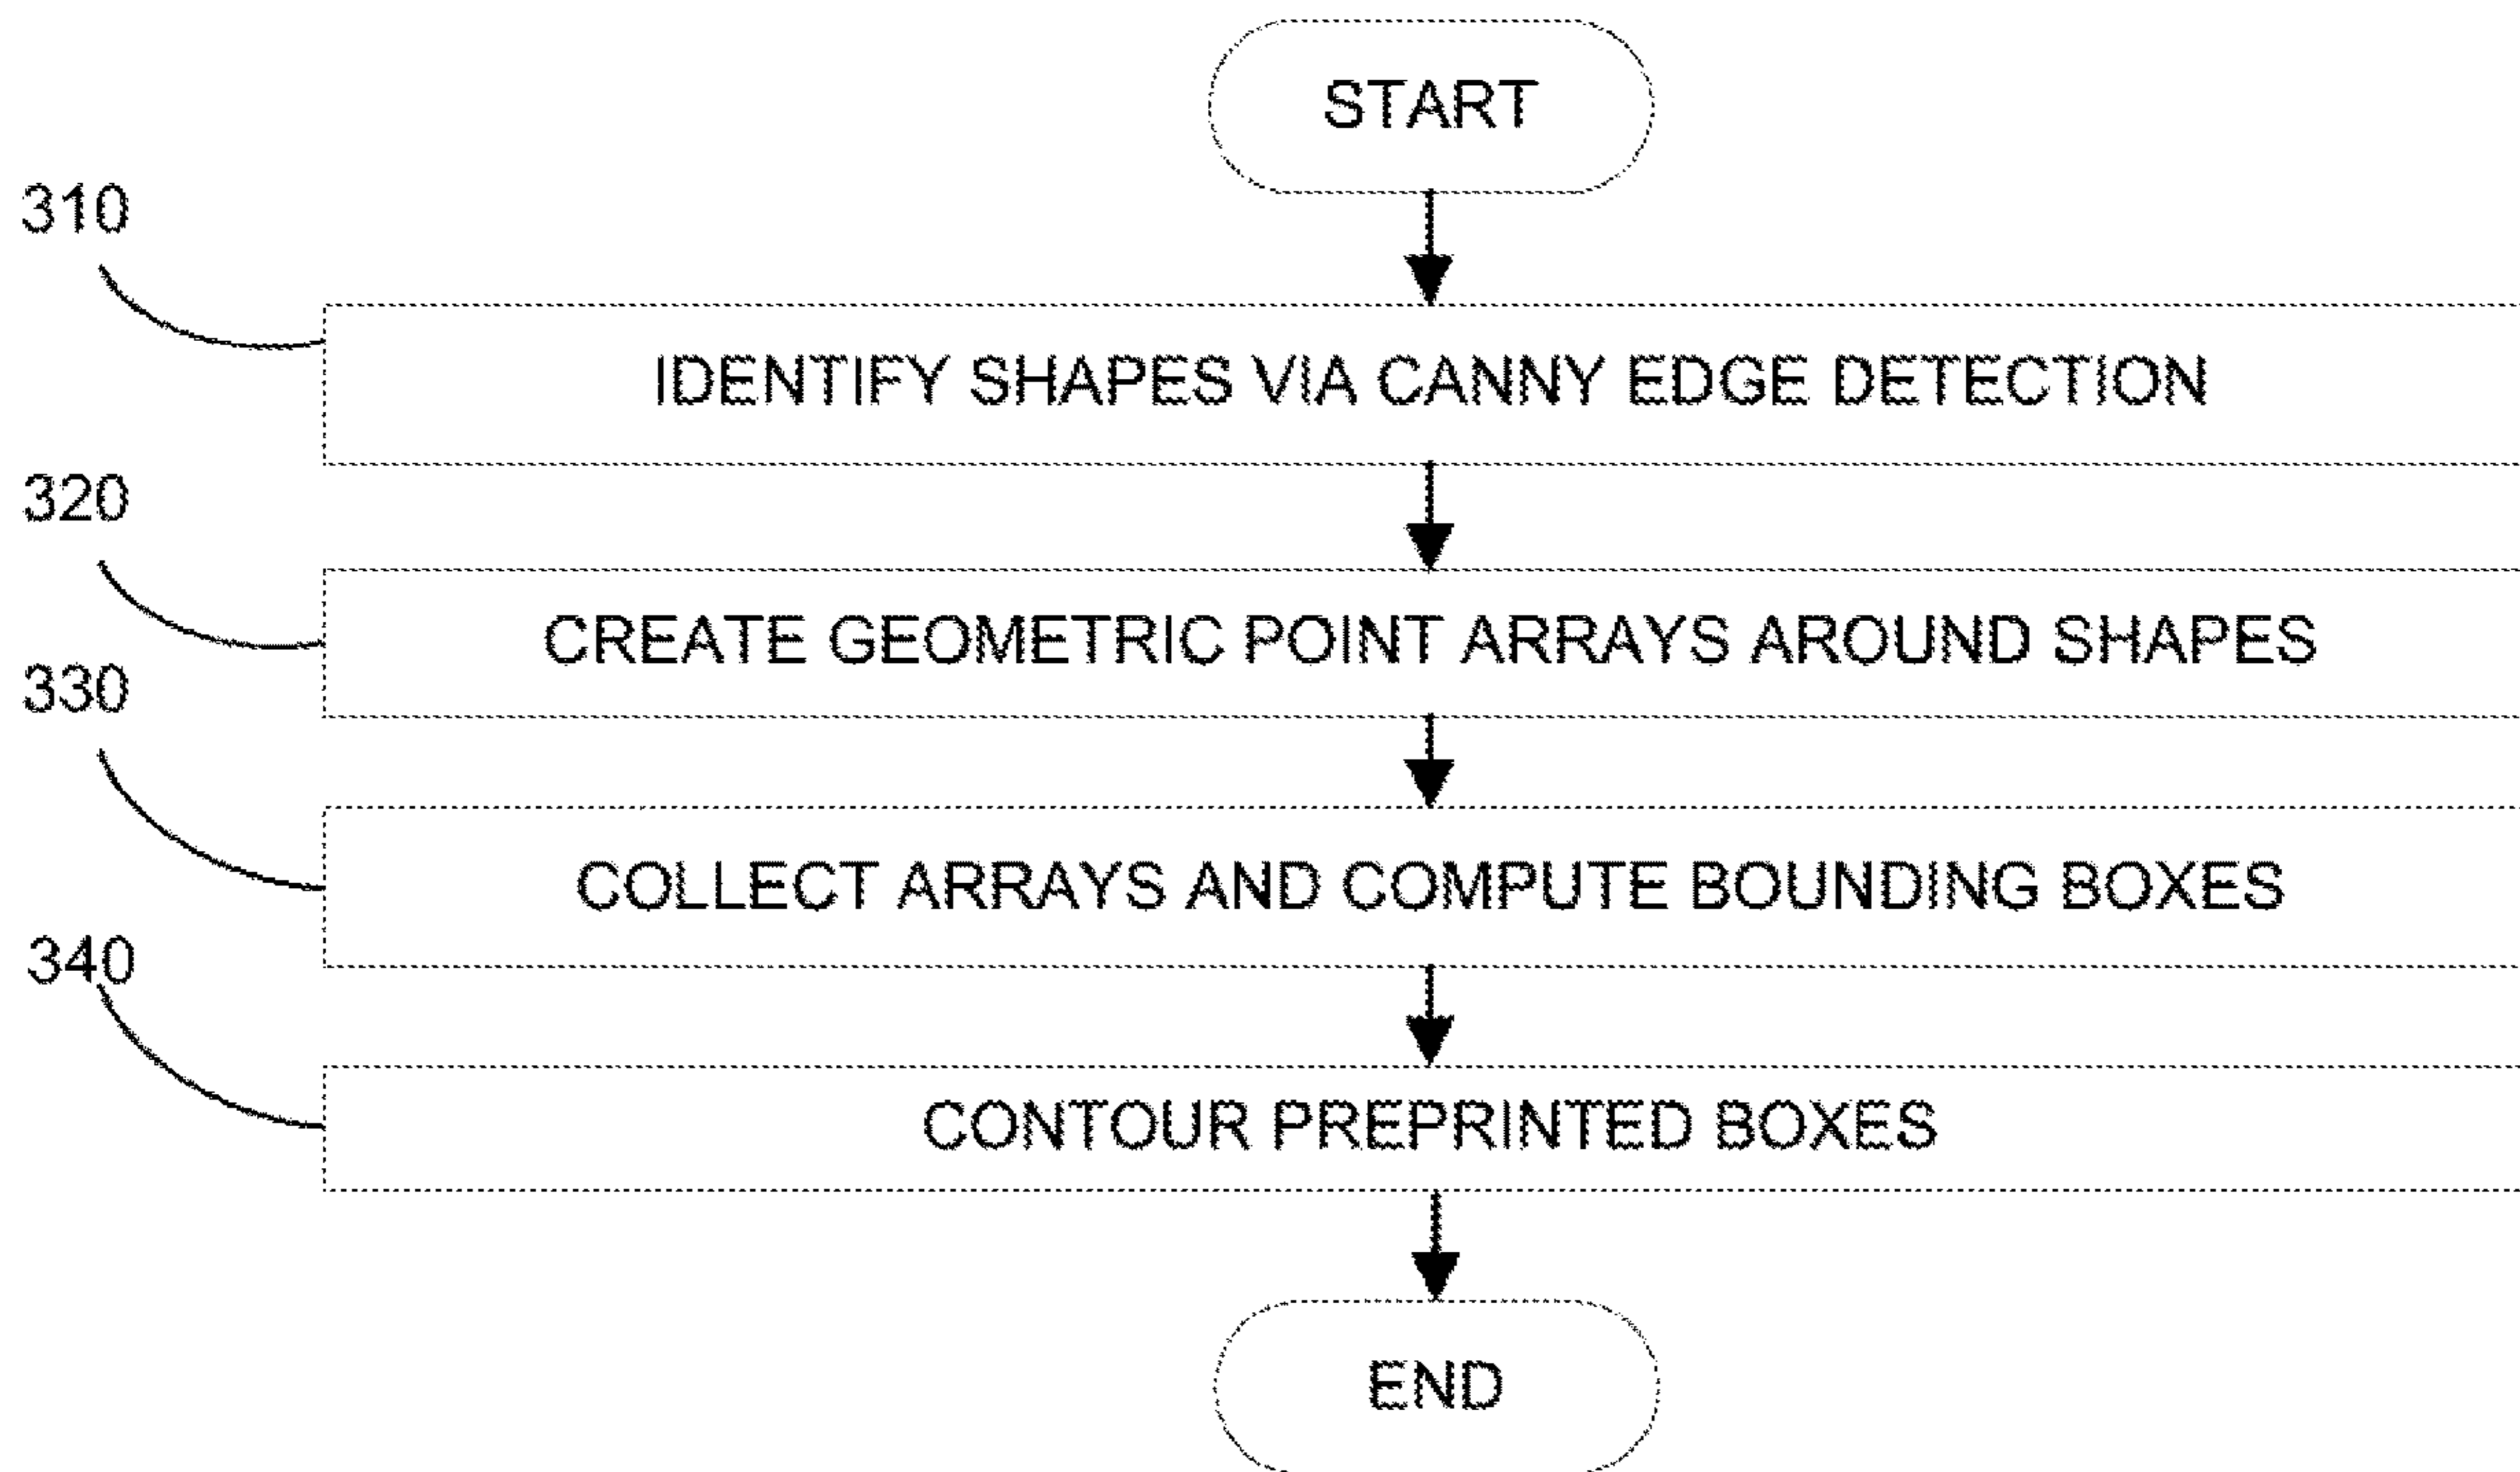 START
310
IDENTIFY SHAPES VIA CANNY EDGE DETECTION
320
CREATE GEOMETRIC POINT ARRAYS AROUND SHAPES
330
COLLECT ARRAYS AND COMPUTE BOUNDING BOXES
340
CONTOUR PREPRINTED BOXES
END